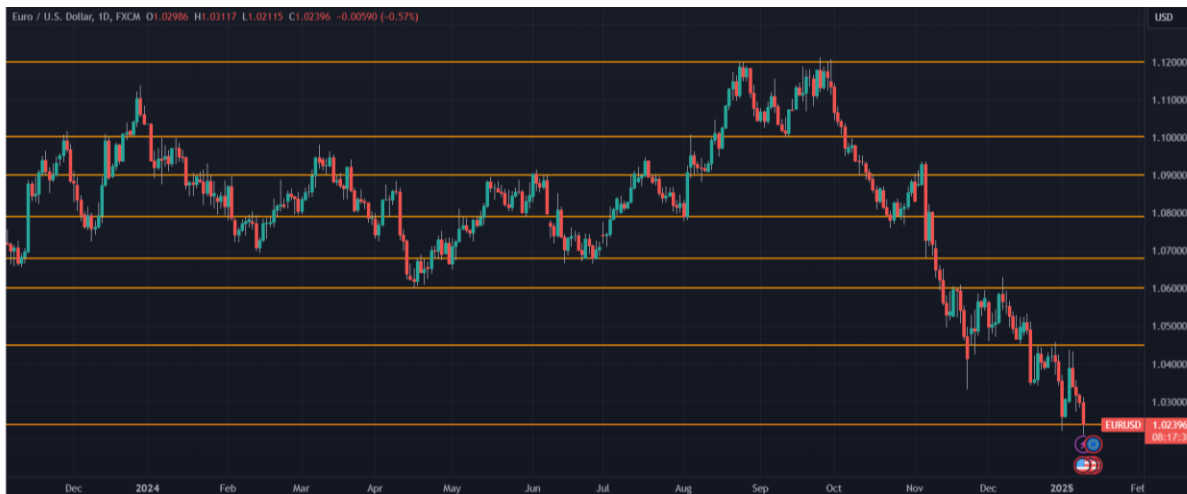 Euro / U.S. Dollar, 1D, FXCM O1.02986 H1.03117 L1.02115 C1.02396 -0.00590 (-0.57%)
USD
1.12000
1.11000
1.10000
1.09000
1.08000
1.07000
1.06000
1.05000
1.04000
1.03000
EURUSD 1.02396
08:17:3
Dec 2024 Feb Mar Apr May Jun Jul Aug Sep Oct Nov Dec 2025 Fet